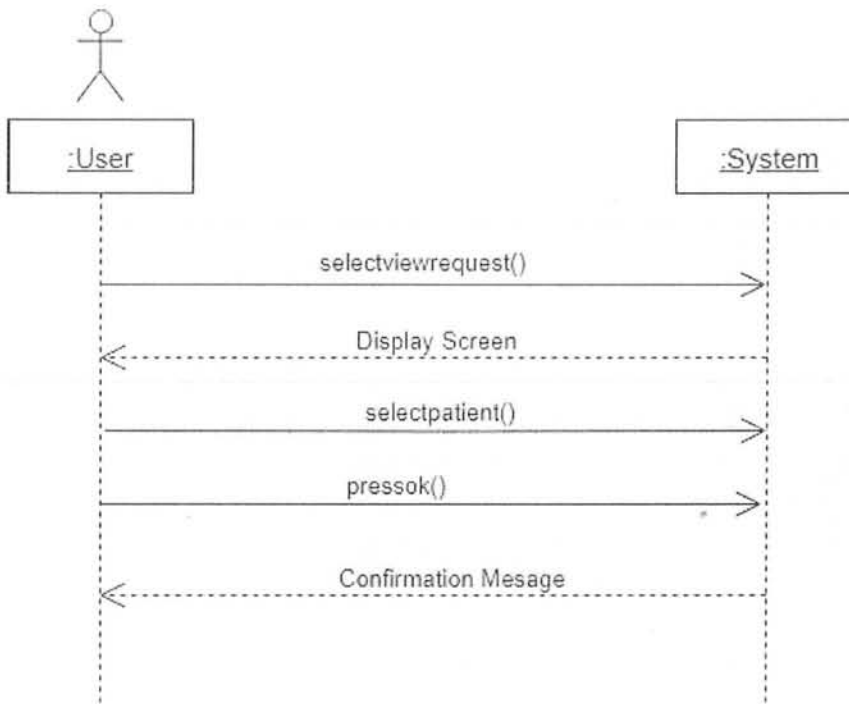 :User
:System
selectviewrequest()
Display Screen
selectpatient()
pressok()
Confirmation Mesage